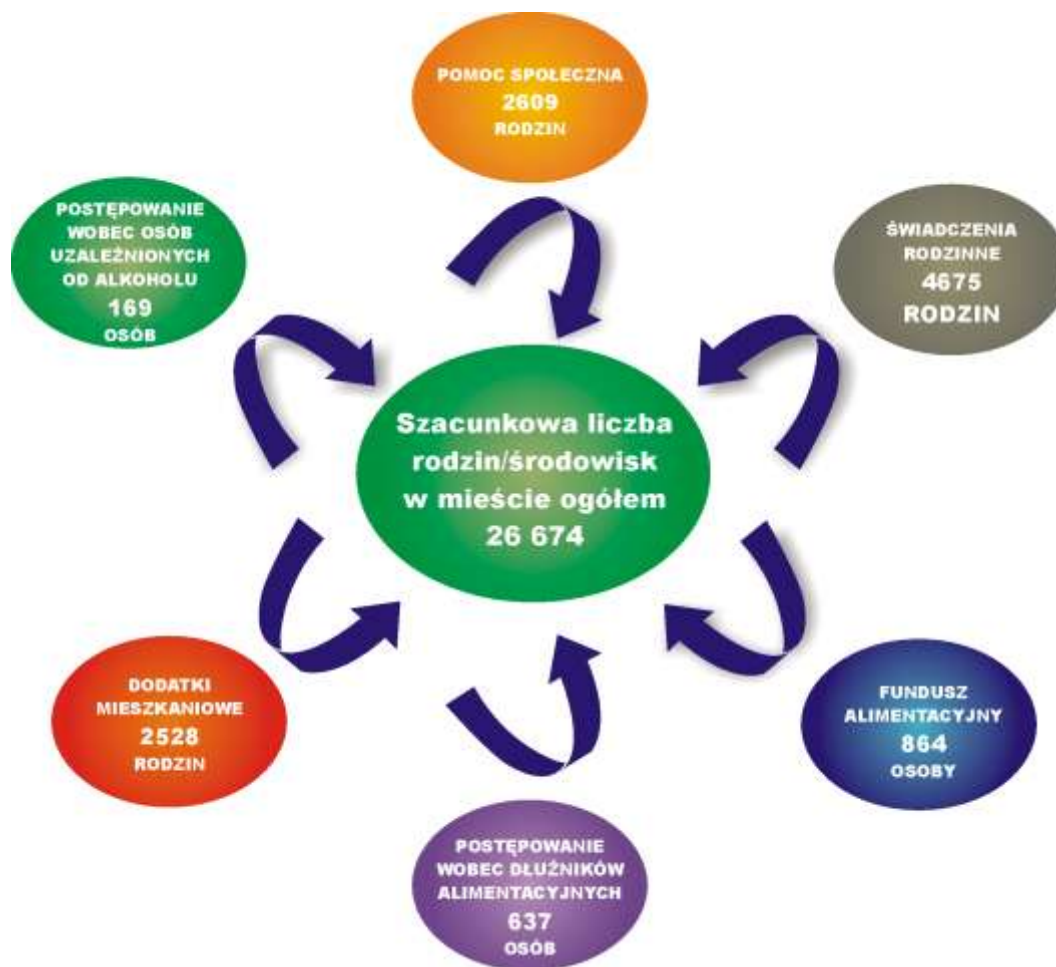 POMOC SPOŁECZNA
2609
RODZIN
POSTĘPOWANIE
WOBEC OSÓB
UZALEŻNIONYCH
OD ALKOHOLU
169
OSÓB
ŚWIADCZENIA
RODZINNE
4675
RODZIN
Szacunkowa liczba
rodzin/środowisk
w mieście ogółem
26 674
DODATKI
MIESZKANIOWE
2528
RODZIN
FUNDUSZ
ALIMENTACYJNY
864
OSOBY
POSTĘPOWANIE
WOBEC DŁUŻNIKÓW
ALIMENTACYJNYCH
637
OSÓB